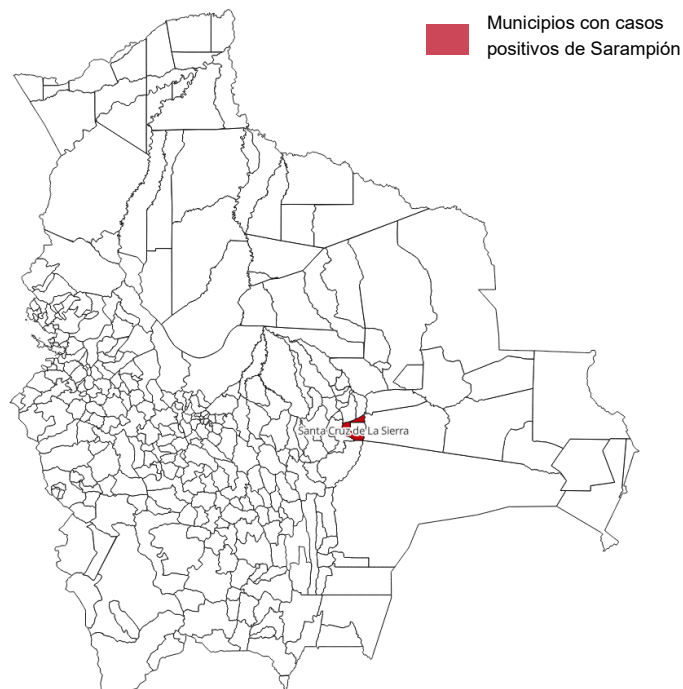 Municipios con casos
positivos de Sarampión
Santa Cruz de La Sierra